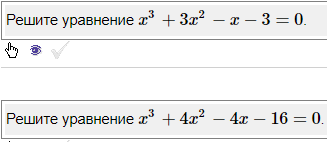 Решите уравнение x³ + 3x² − x − 3 = 0.
Решите уравнение x³ + 4x² − 4x − 16 = 0.